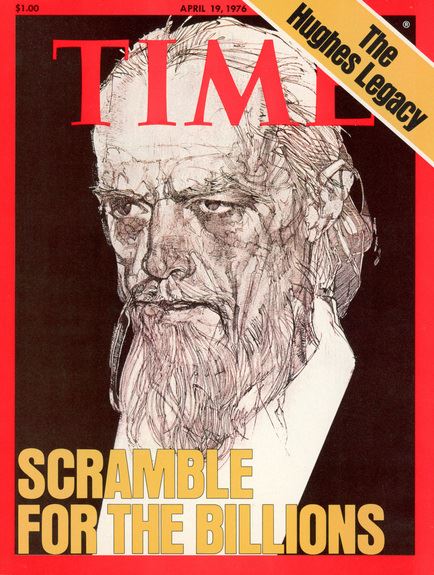 $1.00
APRIL 19, 1976
The
Hughes Legacy
®
TIME
SCRAMBLE
FOR THE BILLIONS